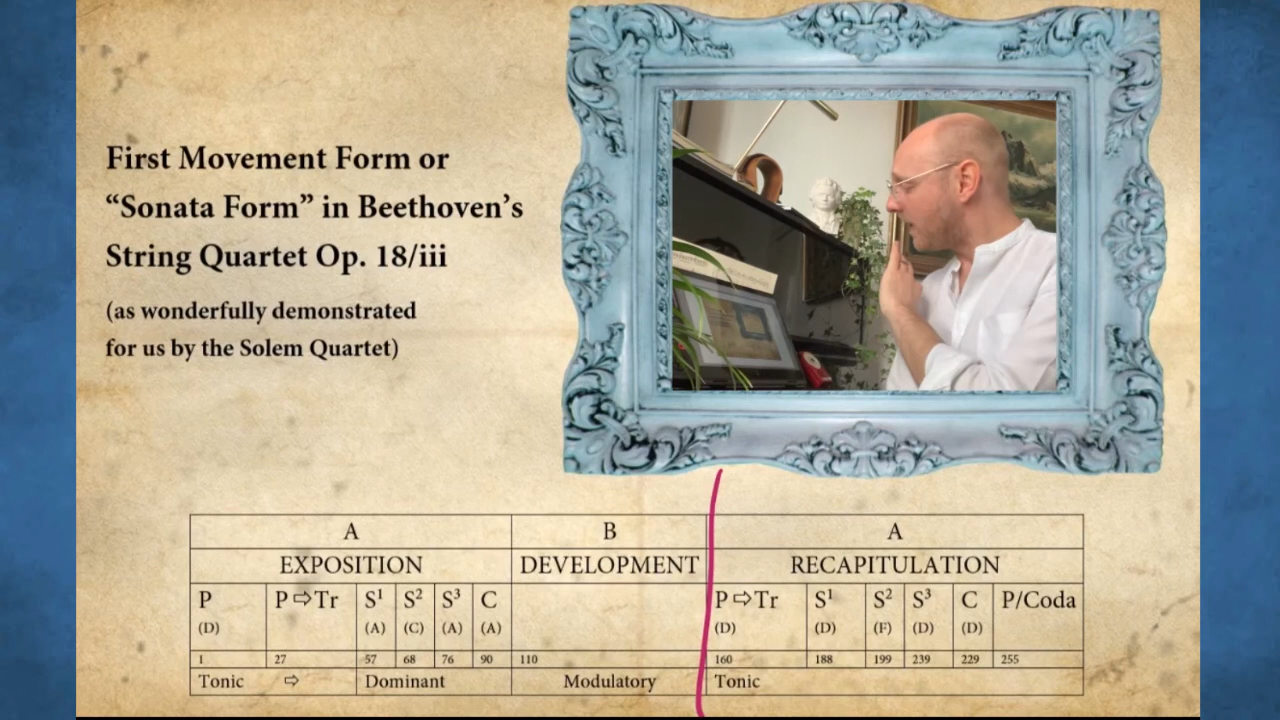 First Movement Form or
“Sonata Form” in Beethoven’s
String Quartet Op. 18/iii
(as wonderfully demonstrated
for us by the Solem Quartet)
A B A
EXPOSITION DEVELOPMENT RECAPITULATION
P P⇨Tr S¹ S² S³ C P⇨Tr S¹ S² S³ C P/Coda
(D) (A) (C) (A) (A) (D) (D) (F) (D) (D)
1 27 57 68 76 90 110 160 188 199 239 229 255
Tonic ⇨ Dominant Modulatory Tonic